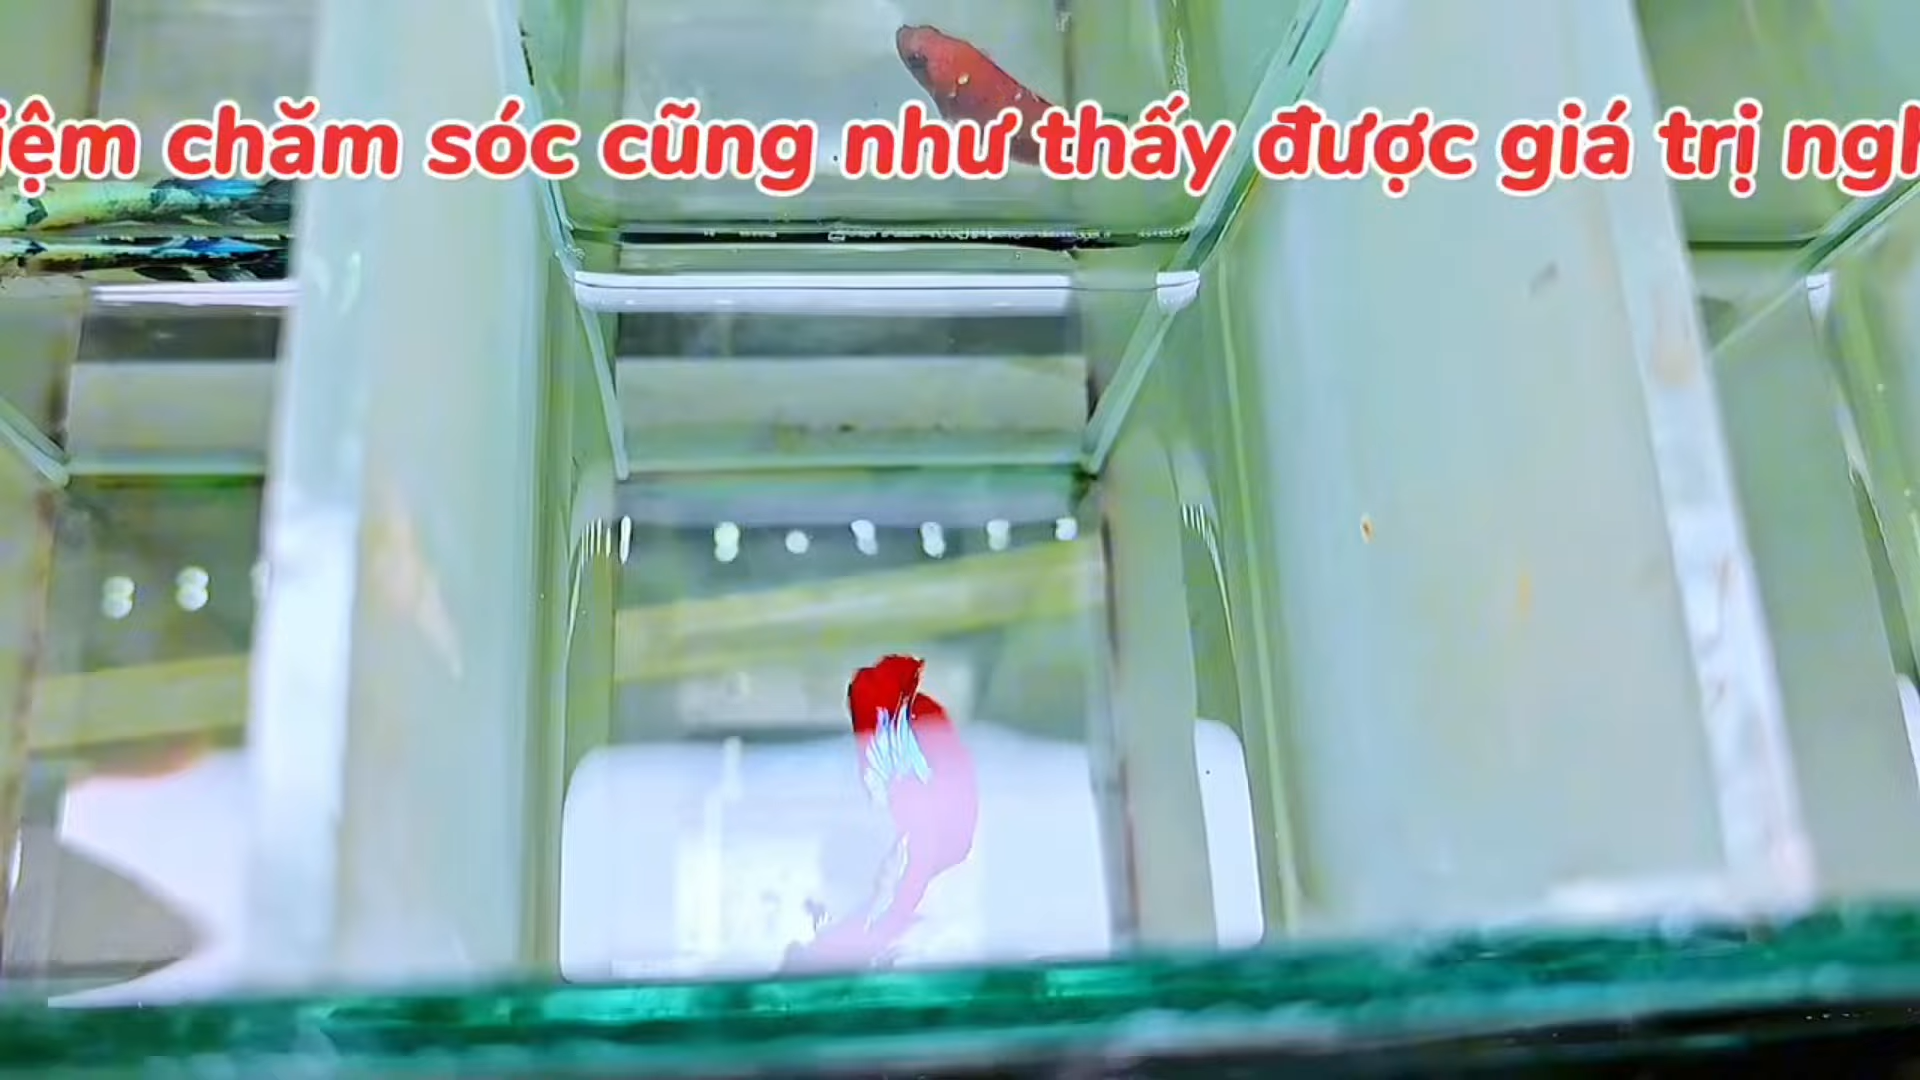 iệm chăm sóc cũng như thấy được giá trị ngh